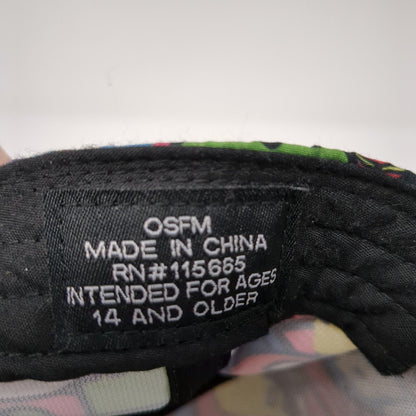 OSFM
MADE IN CHINA
RN#115665
INTENDED FOR AGES
14 AND OLDER